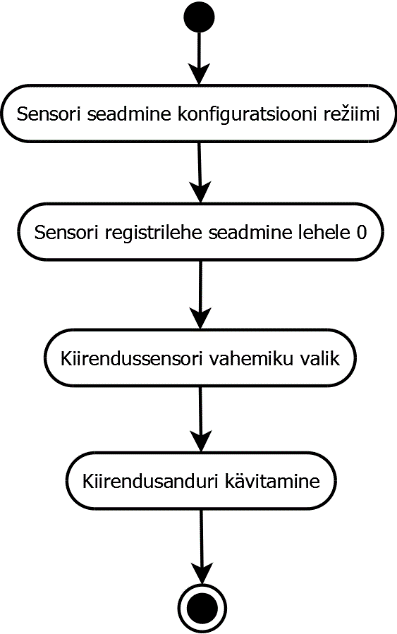 Sensori seadmine konfiguratsiooni režiimi
Sensori registrilehe seadmine lehele 0
Kiirendussensori vahemiku valik
Kiirendusanduri kävitamine